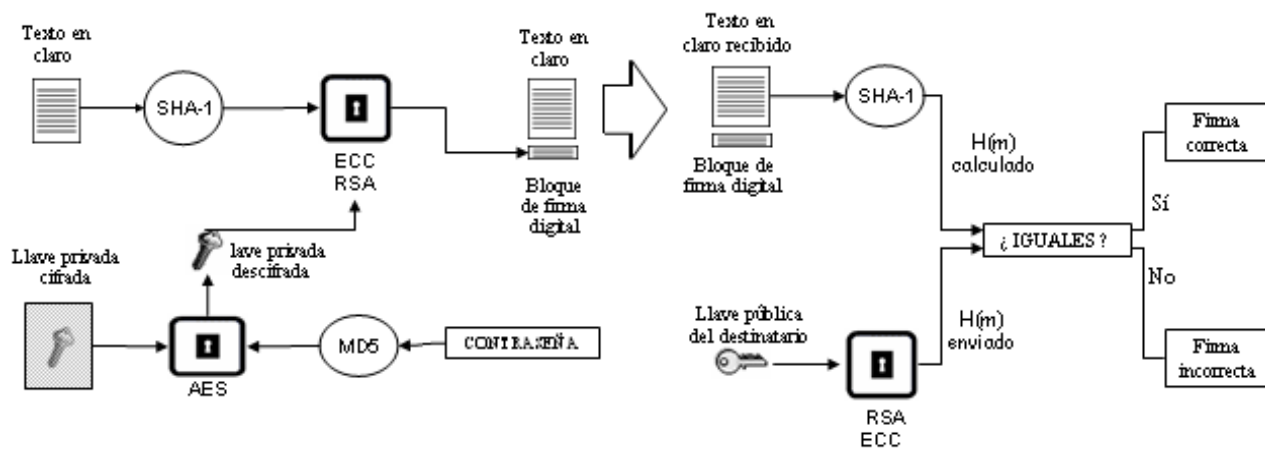 Texto en
claro
SHA-1
ECC
RSA
Texto en
claro
Bloque
de firma
digital
Llave privada
cifrada
lave privada
descifrada
AES
MD5
CONTRASEÑA
Texto en
claro recibido
Bloque de
firma digital
SHA-1
H(m)
calculado
¿IGUALES?
Sí
No
Firma
correcta
Firma
incorrecta
Llave pública
del destinatario
H(m)
enviado
RSA
ECC